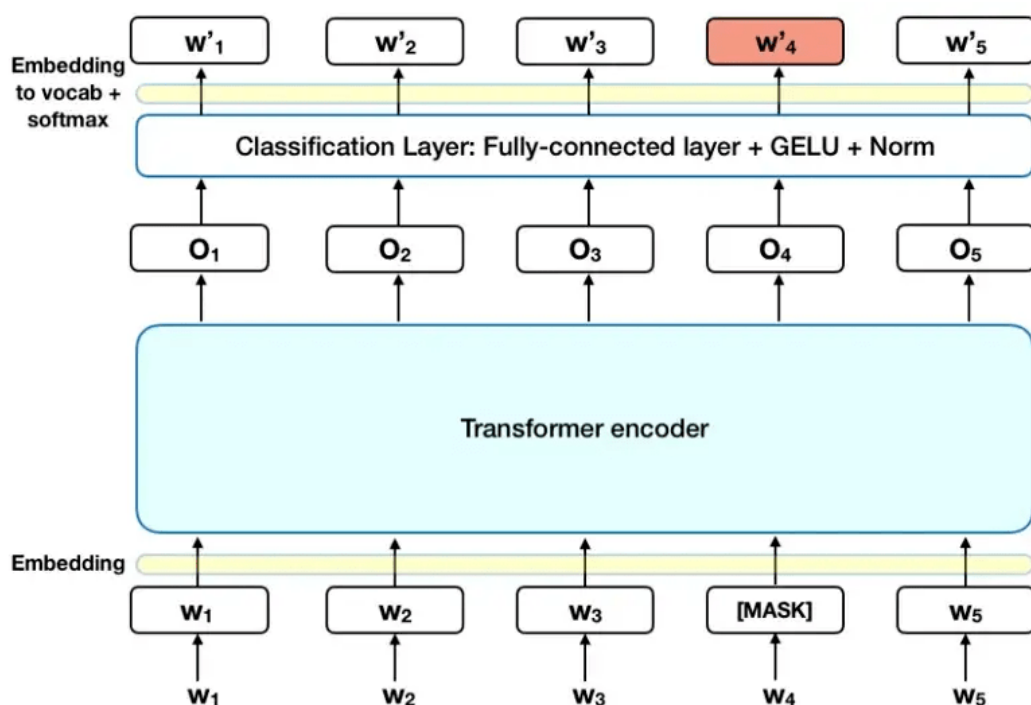 w'₁ w'₂ w'₃ w'₄ w'₅
Embedding
to vocab +
softmax
Classification Layer: Fully-connected layer + GELU + Norm
O₁ O₂ O₃ O₄ O₅
Transformer encoder
Embedding
W₁ W₂ W₃ [MASK] W₅
W₁ W₂ W₃ W₄ W₅